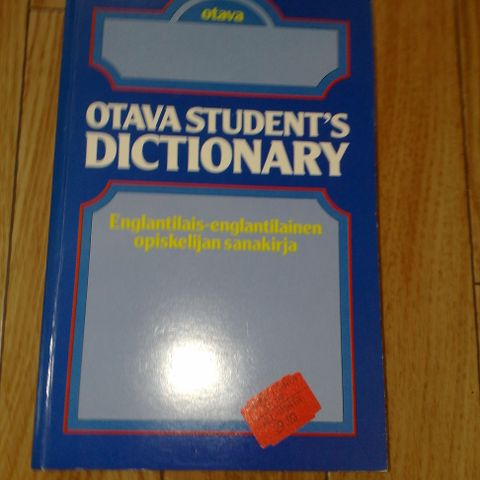 otava
OTAVA STUDENT'S
DICTIONARY
Englantilais-englantilainen
opiskelijan sanakirja